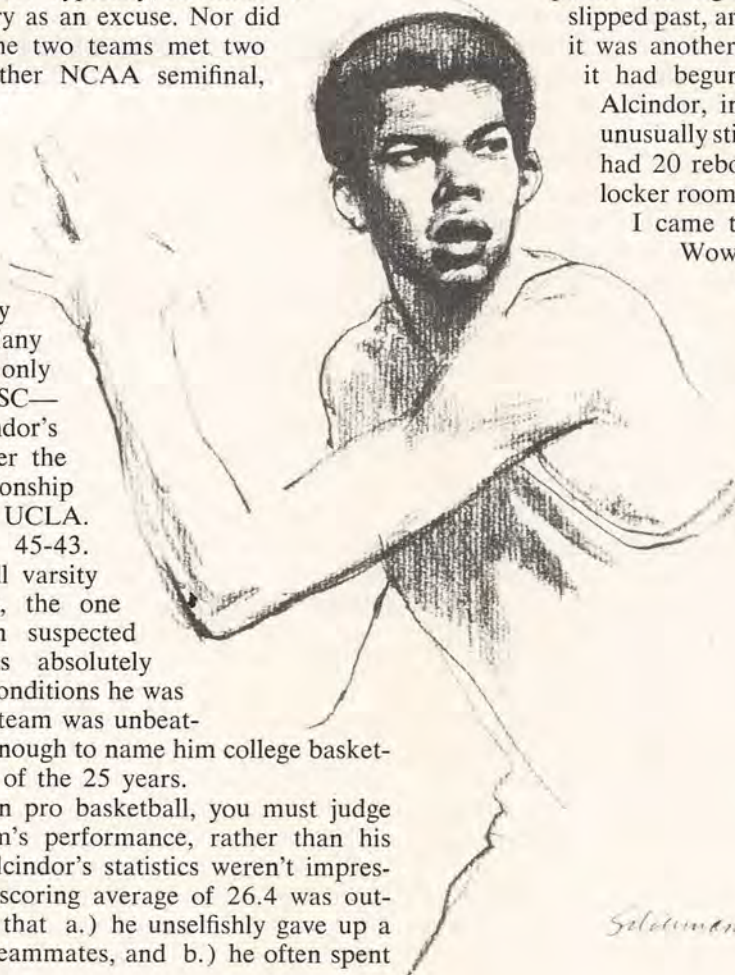 ry as an excuse. Nor did
ne two teams met two
ther NCAA semifinal,
y
any
only
SC—
ndor's
er the
onship
UCLA.
45-43.
ll varsity
, the one
n suspected
s absolutely
onditions he was
team was unbeat-
nough to name him college basket-
of the 25 years.
n pro basketball, you must judge
m's performance, rather than his
lcindor's statistics weren't impres-
scoring average of 26.4 was out-
that a.) he unselfishly gave up a
eammates, and b.) he often spent
slipped past, an
it was another
it had begun
Alcindor, in
unusually sti
had 20 rebo
locker room
I came t
Wow